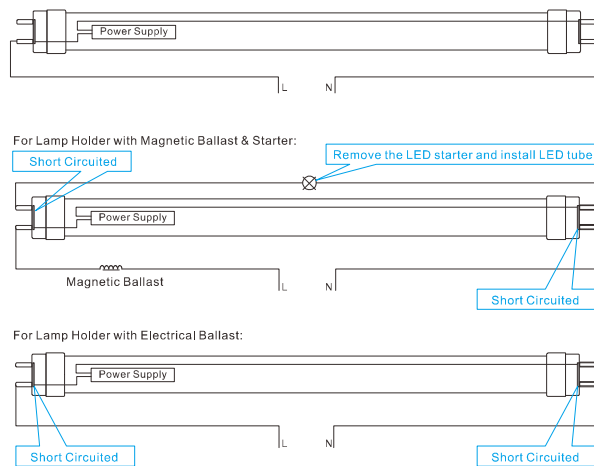 Power Supply
L N
For Lamp Holder with Magnetic Ballast & Starter:
Short Circuited
Remove the LED starter and install LED tube
Power Supply
Magnetic Ballast
L N
Short Circuited
For Lamp Holder with Electrical Ballast:
Power Supply
L N
Short Circuited
Short Circuited